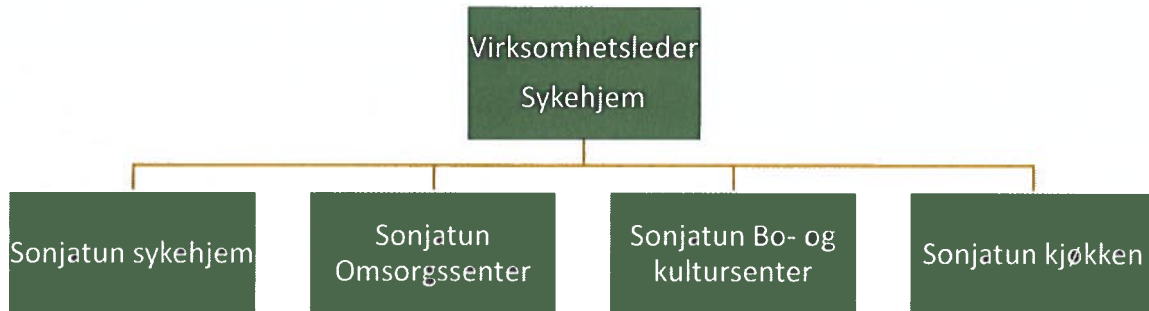 Virksomhetsleder
Sykehjem
Sonjatun sykehjem
Sonjatun
Omsorgssenter
Sonjatun Bo- og
kultursenter
Sonjatun kjøkken